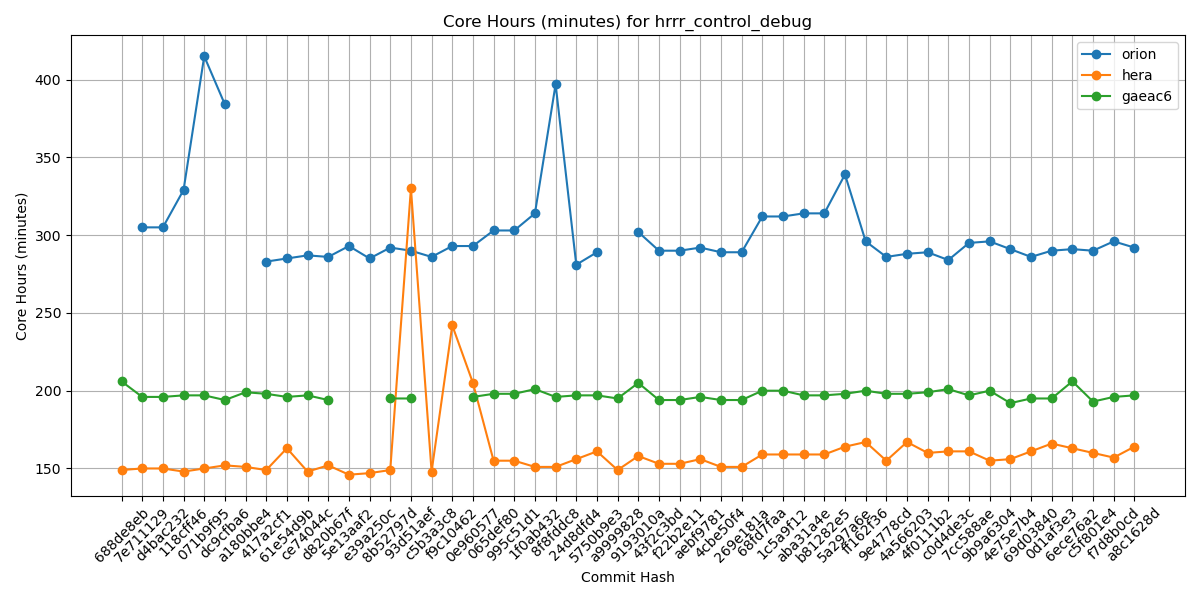 Core Hours (minutes) for hrrr_control_debug
orion
hera
gaeac6
Core Hours (minutes)
400
350
300
250
200
150
688de8eb
7e711129
d4bac232
118cff46
071b9f95
dc9cfba6
a180bbe4
417a2cf1
61e54d9b
ce74044c
d820b67f
5e13aaf2
e39a250c
8b52797d
93d51aef
c5b3a3c8
f9c10462
0e960577
065def80
995c51d1
1f0ab432
8f8fddc8
24d8dfd4
5750b9e3
a9999828
9193010a
43f253bd
f22b2e11
aebf9781
4cbe50f4
269e181a
68fd7faa
1c5a9f12
aba31a4e
b81282e5
5a297a6e
ff162f36
9e4778cd
4a566203
4f011b2
c0d4de3c
7cc588ae
9b9a6304
4e75e7b4
69d03840
0d1af3e3
6ece76a2
c5f801e4
f7d8b0cd
a8c1628d
Commit Hash